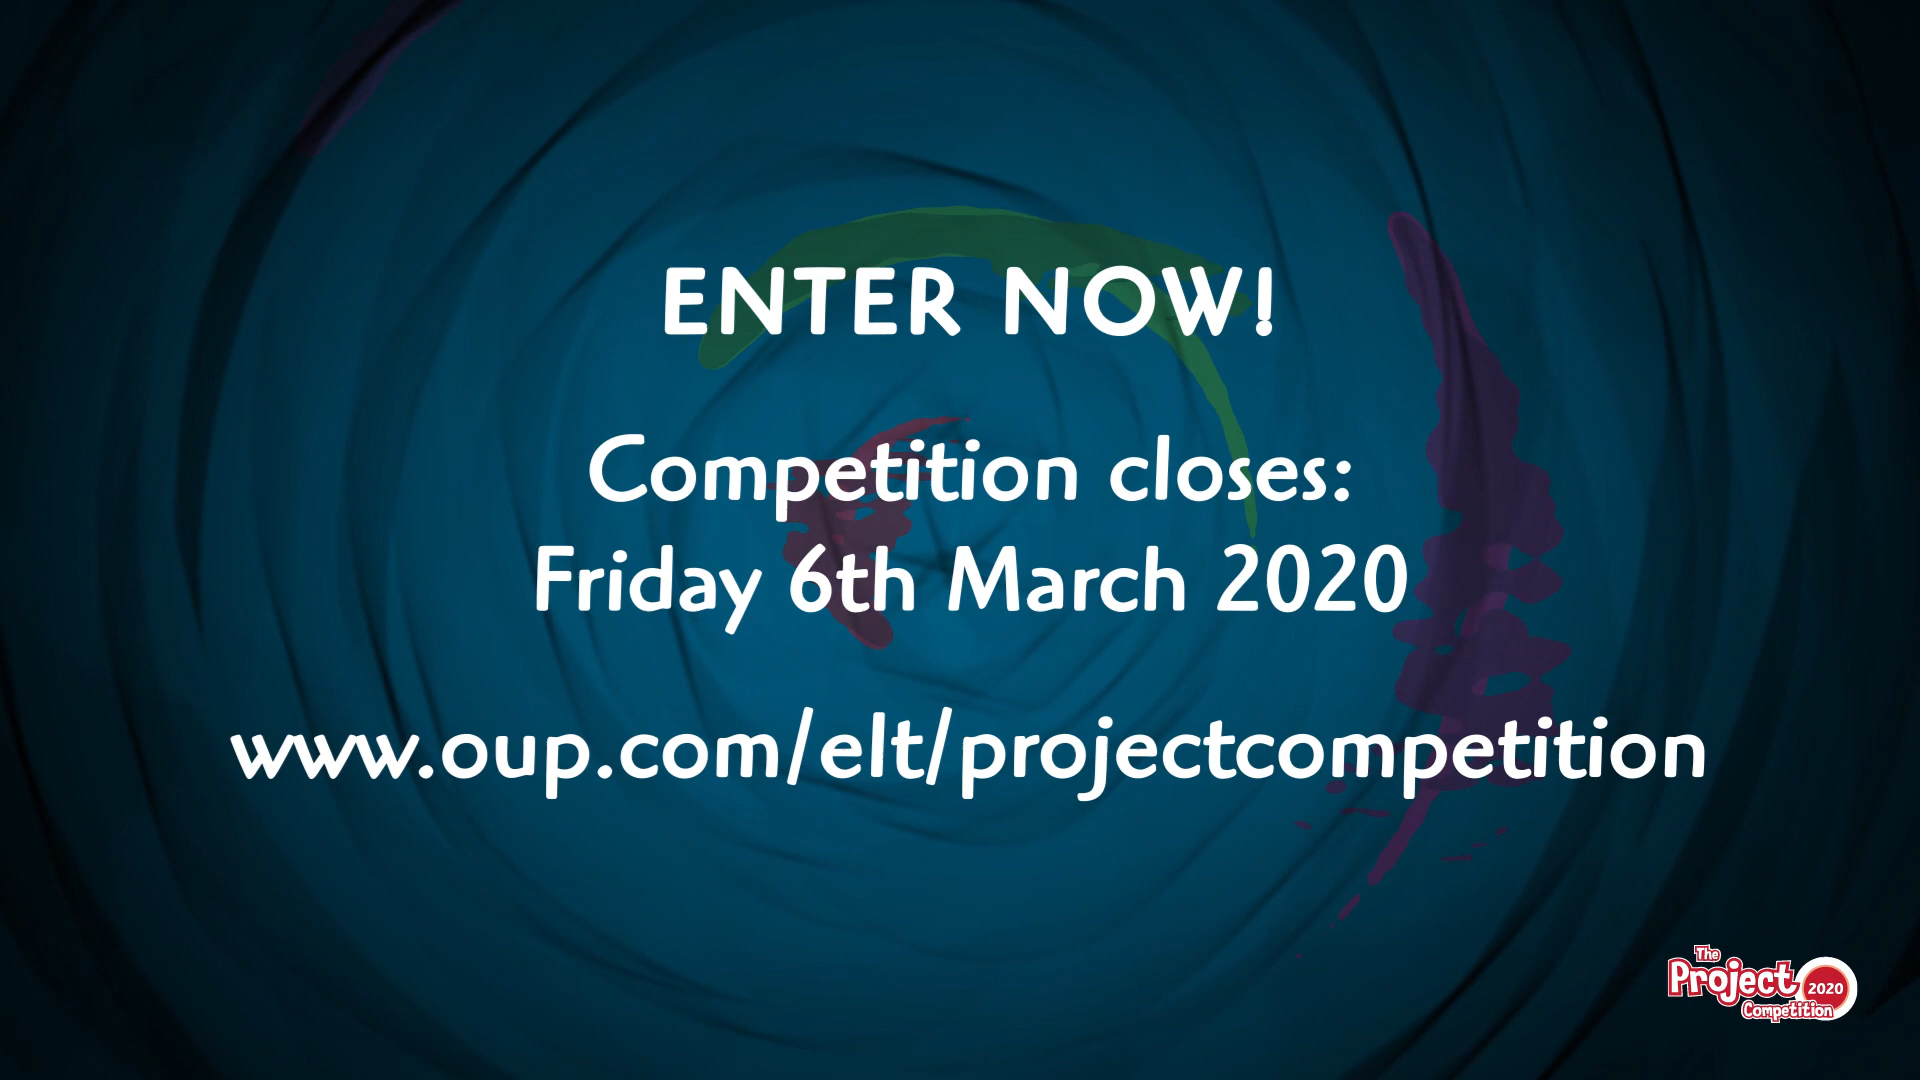 ENTER NOW!
Competition closes:
Friday 6th March 2020
www.oup.com/elt/projectcompetition
The
Project
2020
Competition